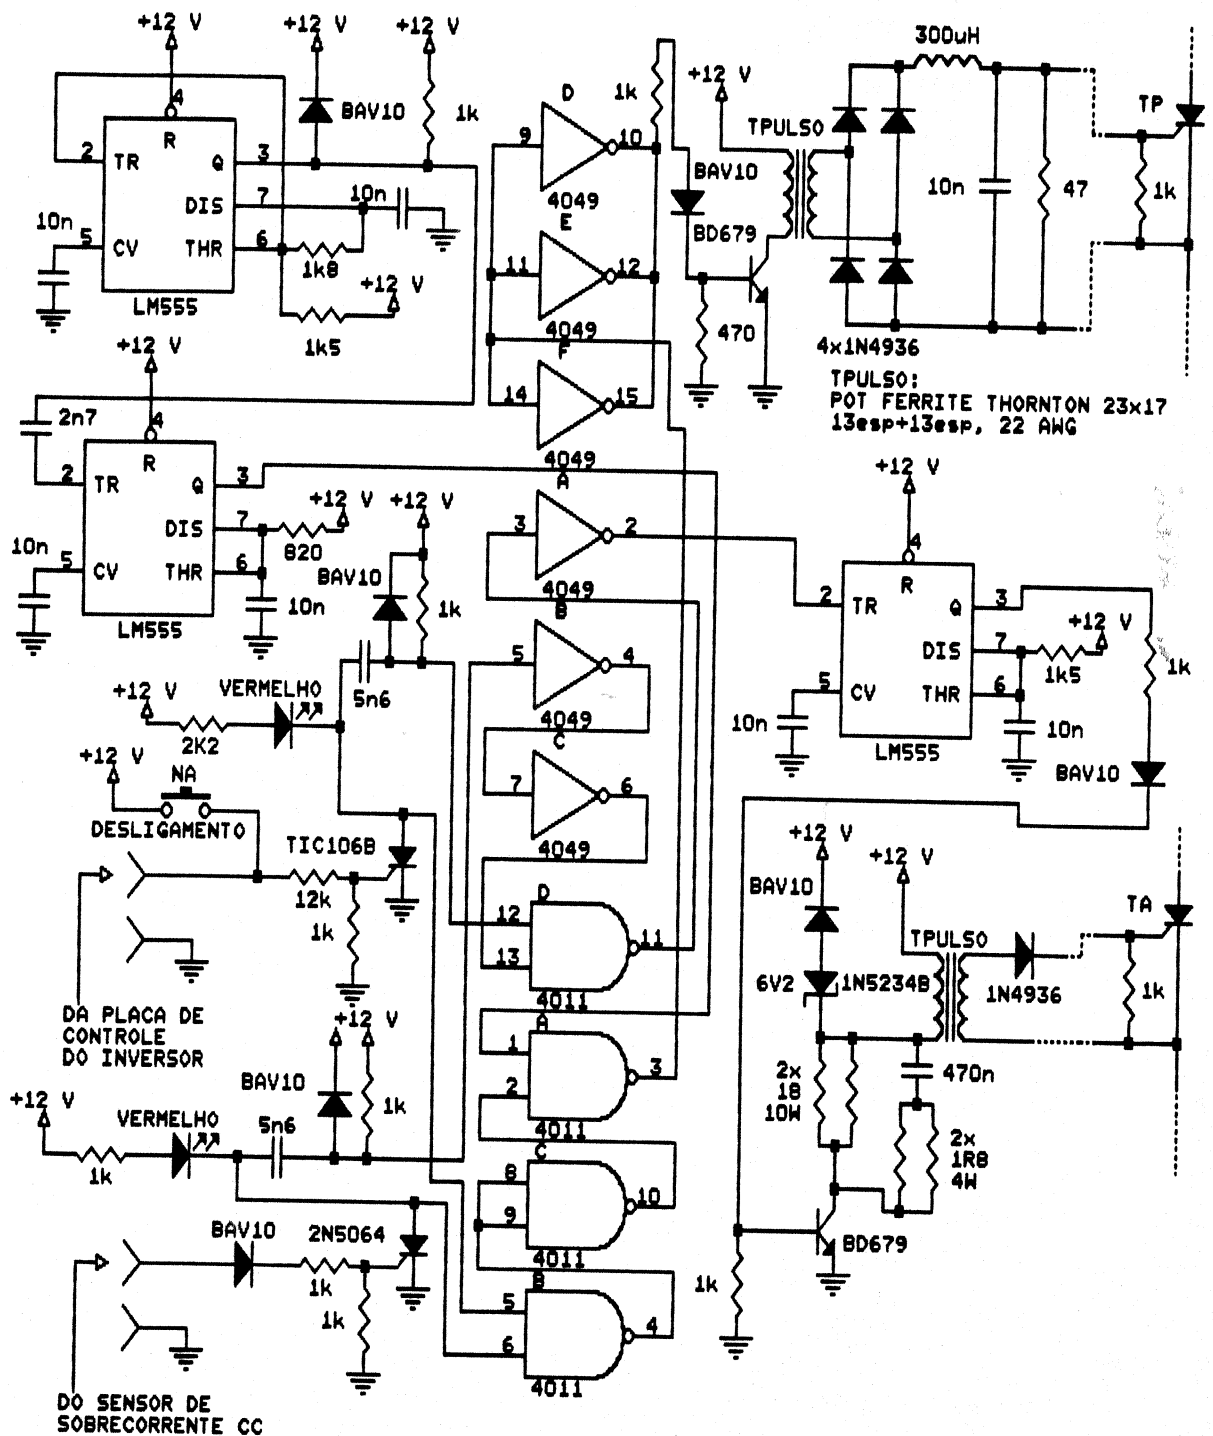 +12 V
+12 V
+12 V
4
R
BAV10
1k
2
TR
Q
3
DIS
7
10n
10n
5
CV
THR
6
1k8
+12 V
LM555
1k5
+12 V
2n7
4
R
2
TR
Q
3
DIS
7
+12 V
+12 V
820
10n
5
CV
THR
6
BAV10
1k
10n
LM555
5n6
+12 V
VERMELHO
2K2
+12 V
NA
DESLIGAMENTO
TIC106B
12k
1k
DA PLACA DE
CONTROLE
DO INVERSOR
+12 V
BAV10
1k
+12 V
VERMELHO
5n6
1k
BAV10
2N5064
1k
1k
DO SENSOR DE
SOBRECORRENTE CC
D
9
10
4049
E
11
12
4049
F
14
15
4049
A
3
2
4049
B
5
4
4049
C
7
6
4049
D
12
13
11
4011
A
1
2
3
4011
C
8
9
10
4011
B
5
6
4
4011
1k
+12 V
TPULSO
BAV10
BD679
470
300uH
10n
47
TP
1k
4x1N4936
TPULSO:
POT FERRITE THORNTON 23x17
13esp+13esp, 22 AWG
+12 V
4
R
2
TR
Q
3
DIS
7
+12 V
1k5
1k
5
CV
THR
6
10n
10n
LM555
BAV10
+12 V
+12 V
BAV10
TPULSO
TA
6V2
1N5234B
1N4936
1k
2x
18
10W
470n
2x
1R8
4W
BD679
1k